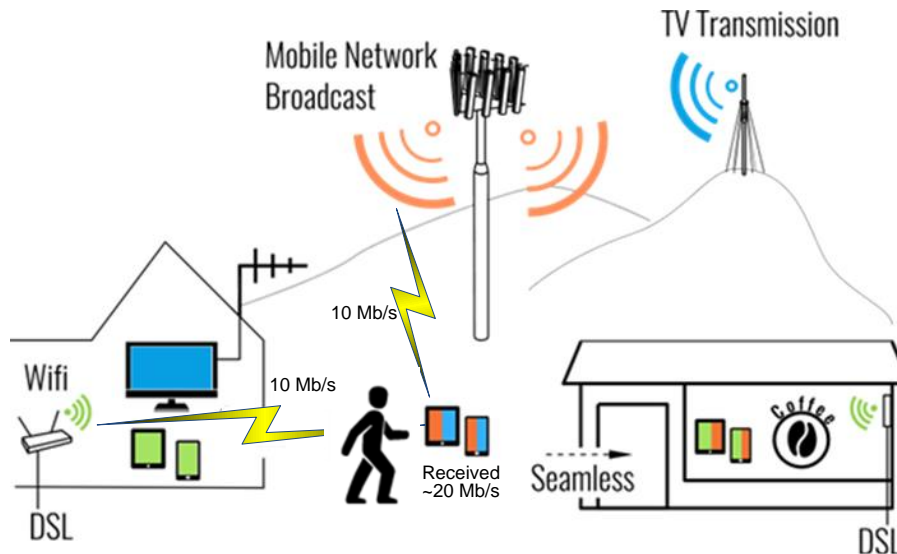 TV Transmission
Mobile Network
Broadcast
10 Mb/s
Wifi
10 Mb/s
Coffee
Received
~20 Mb/s
Seamless
DSL
DSL